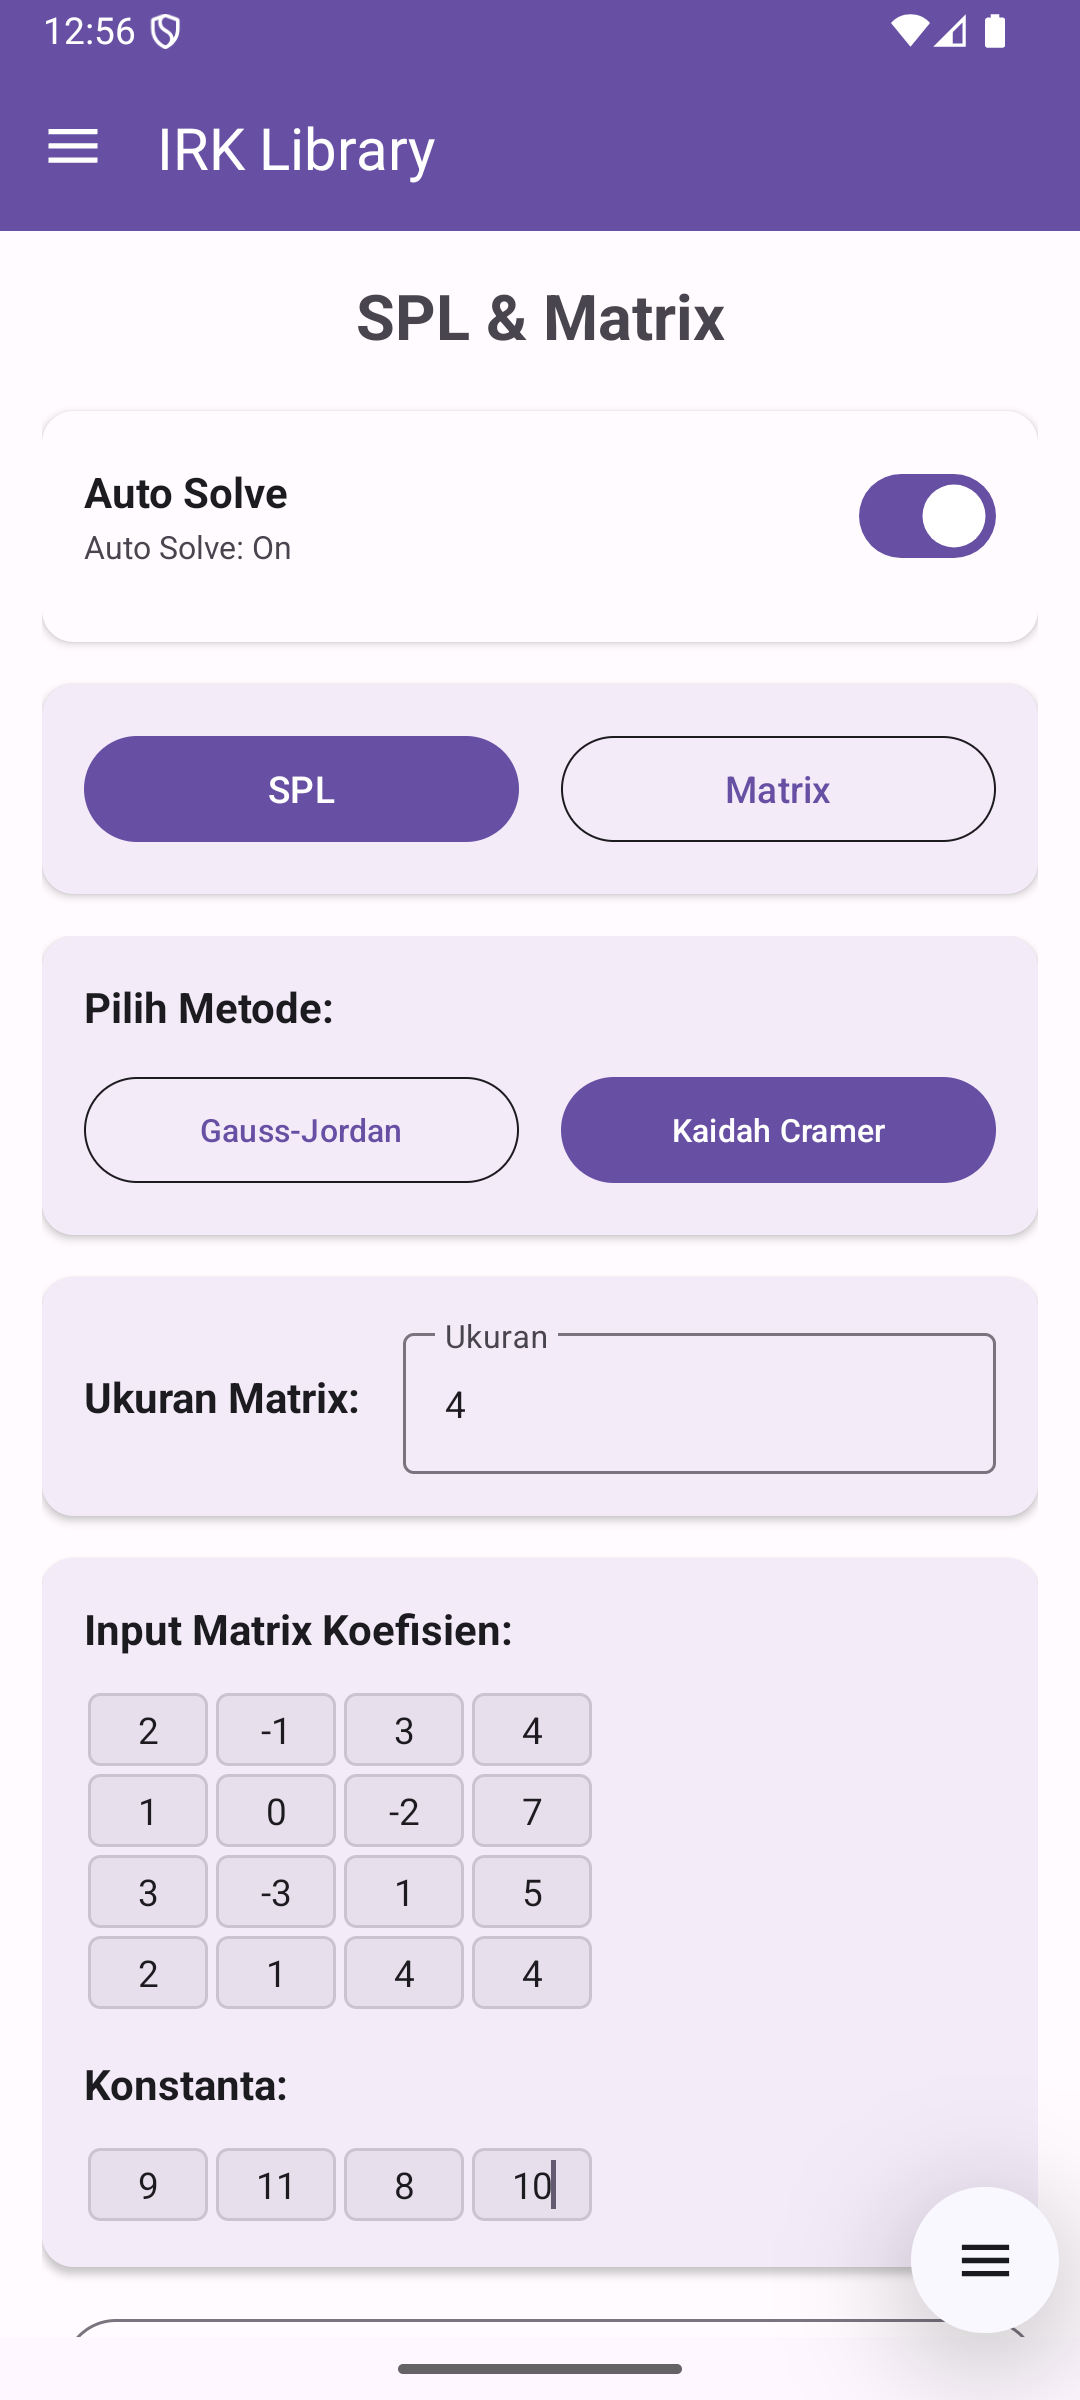 12:56
IRK Library
SPL & Matrix
Auto Solve
Auto Solve: On
SPL Matrix
Pilih Metode:
Gauss-Jordan Kaidah Cramer
Ukuran
Ukuran Matrix: 4
Input Matrix Koefisien:
2 -1 3 4
1 0 -2 7
3 -3 1 5
2 1 4 4
Konstanta:
9 11 8 10